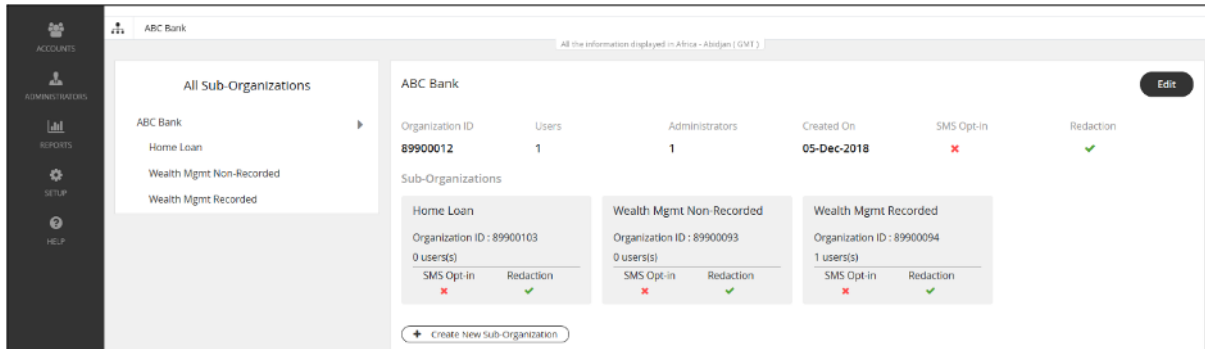 ACCOUNTS
ADMINISTRATORS
REPORTS
SETUP
HELP
ABC Bank
All the information displayed in Africa - Abidjan ( GMT )
All Sub-Organizations
ABC Bank
Home Loan
Wealth Mgmt Non-Recorded
Wealth Mgmt Recorded
ABC Bank
Edit
Organization ID Users Administrators Created On SMS Opt-in Redaction
89900012 1 1 05-Dec-2018
Sub-Organizations
Home Loan
Organization ID : 89900103
0 users(s)
SMS Opt-in Redaction
Wealth Mgmt Non-Recorded
Organization ID : 89900093
0 users(s)
SMS Opt-in Redaction
Wealth Mgmt Recorded
Organization ID : 89900094
1 users(s)
SMS Opt-in Redaction
+ Create New Sub-Organization